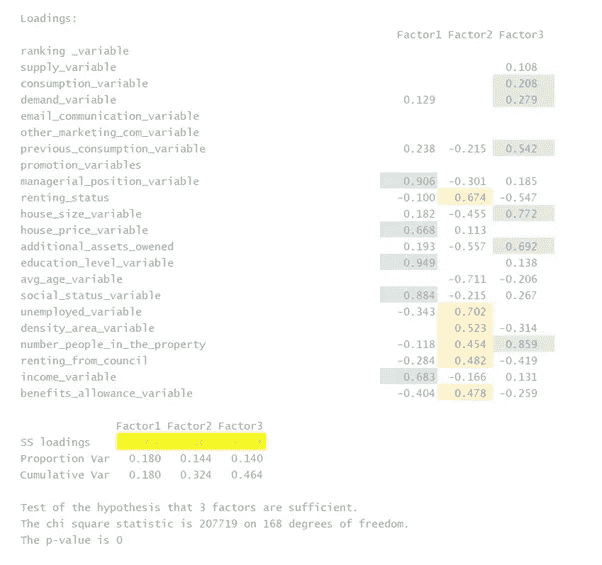 Loadings:
Factor1 Factor2 Factor3
ranking _variable
supply_variable 0.108
consumption_variable 0.208
demand_variable 0.129 0.279
email_communication_variable
other_marketing_com_variable
previous_consumption_variable 0.238 -0.215 0.542
promotion_variables
managerial_position_variable 0.906 -0.301 0.185
renting_status -0.100 0.674 -0.547
house_size_variable 0.182 -0.455 0.772
house_price_variable 0.668 0.113
additional_assets_owened 0.193 -0.557 0.692
education_level_variable 0.949 0.138
avg_age_variable -0.711 -0.206
social_status_variable 0.884 -0.215 0.267
unemployed_variable -0.343 0.702
density_area_variable 0.523 -0.314
number_people_in_the_property -0.118 0.454 0.859
renting_from_council -0.284 0.482 -0.419
income_variable 0.683 -0.166 0.131
benefits_allowance_variable -0.404 0.478 -0.259
Factor1 Factor2 Factor3
SS loadings
Proportion Var 0.180 0.144 0.140
Cumulative Var 0.180 0.324 0.464
Test of the hypothesis that 3 factors are sufficient.
The chi square statistic is 207719 on 168 degrees of freedom.
The p-value is 0